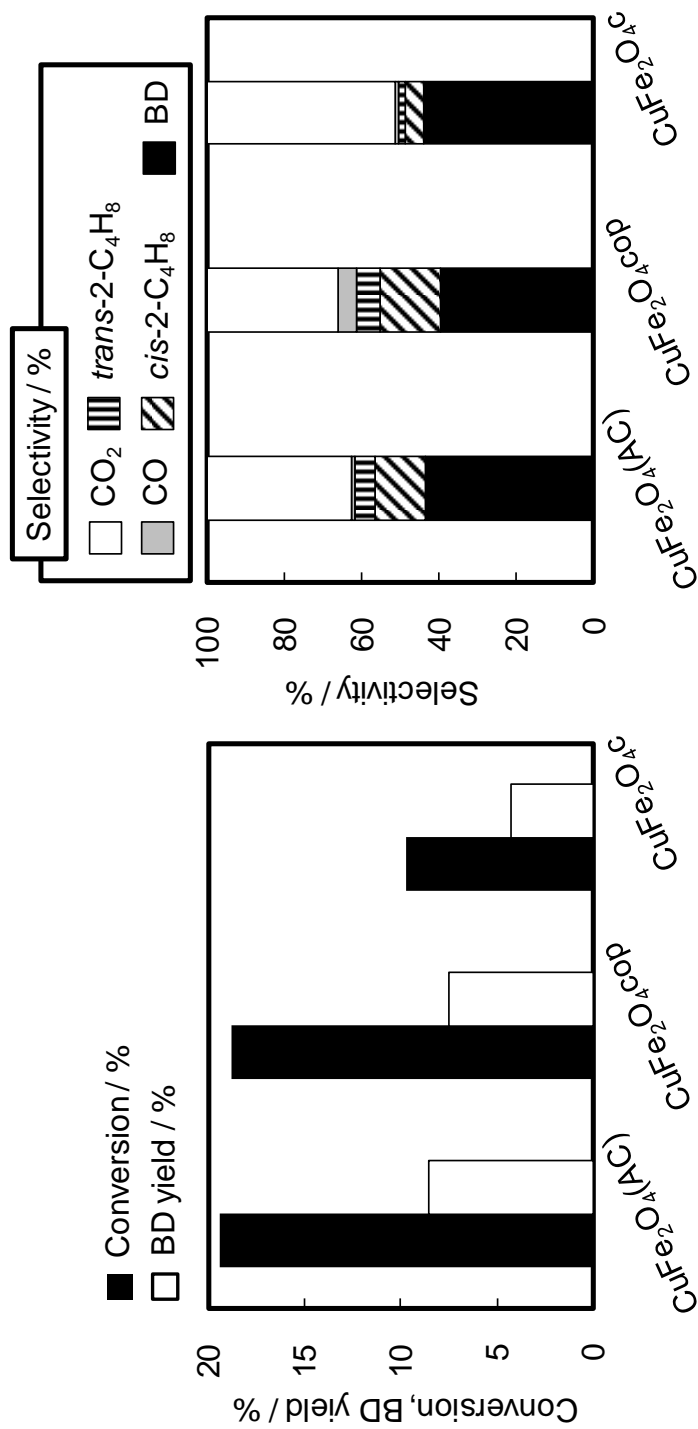 Conversion / %
BD yield / %
Conversion, BD yield / %
20
15
10
5
0
CuFe₂O₄(AC)
CuFe₂O₄cop
CuFe₂O₄c
Selectivity / %
CO₂
trans-2-C₄H₈
CO
cis-2-C₄H₈
BD
Selectivity / %
100
80
60
40
20
0
CuFe₂O₄(AC)
CuFe₂O₄cop
CuFe₂O₄c